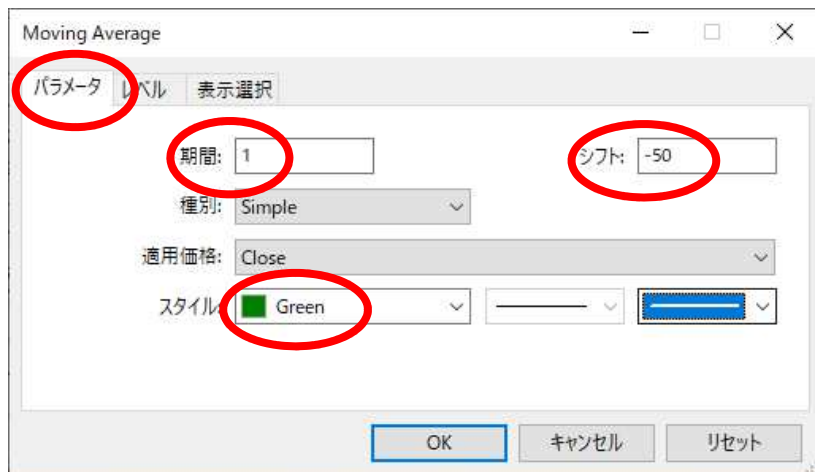 Moving Average
パラメータ レベル 表示選択
期間: 1 シフト: -50
種別: Simple
適用価格: Close
スタイル: Green
OK キャンセル リセット